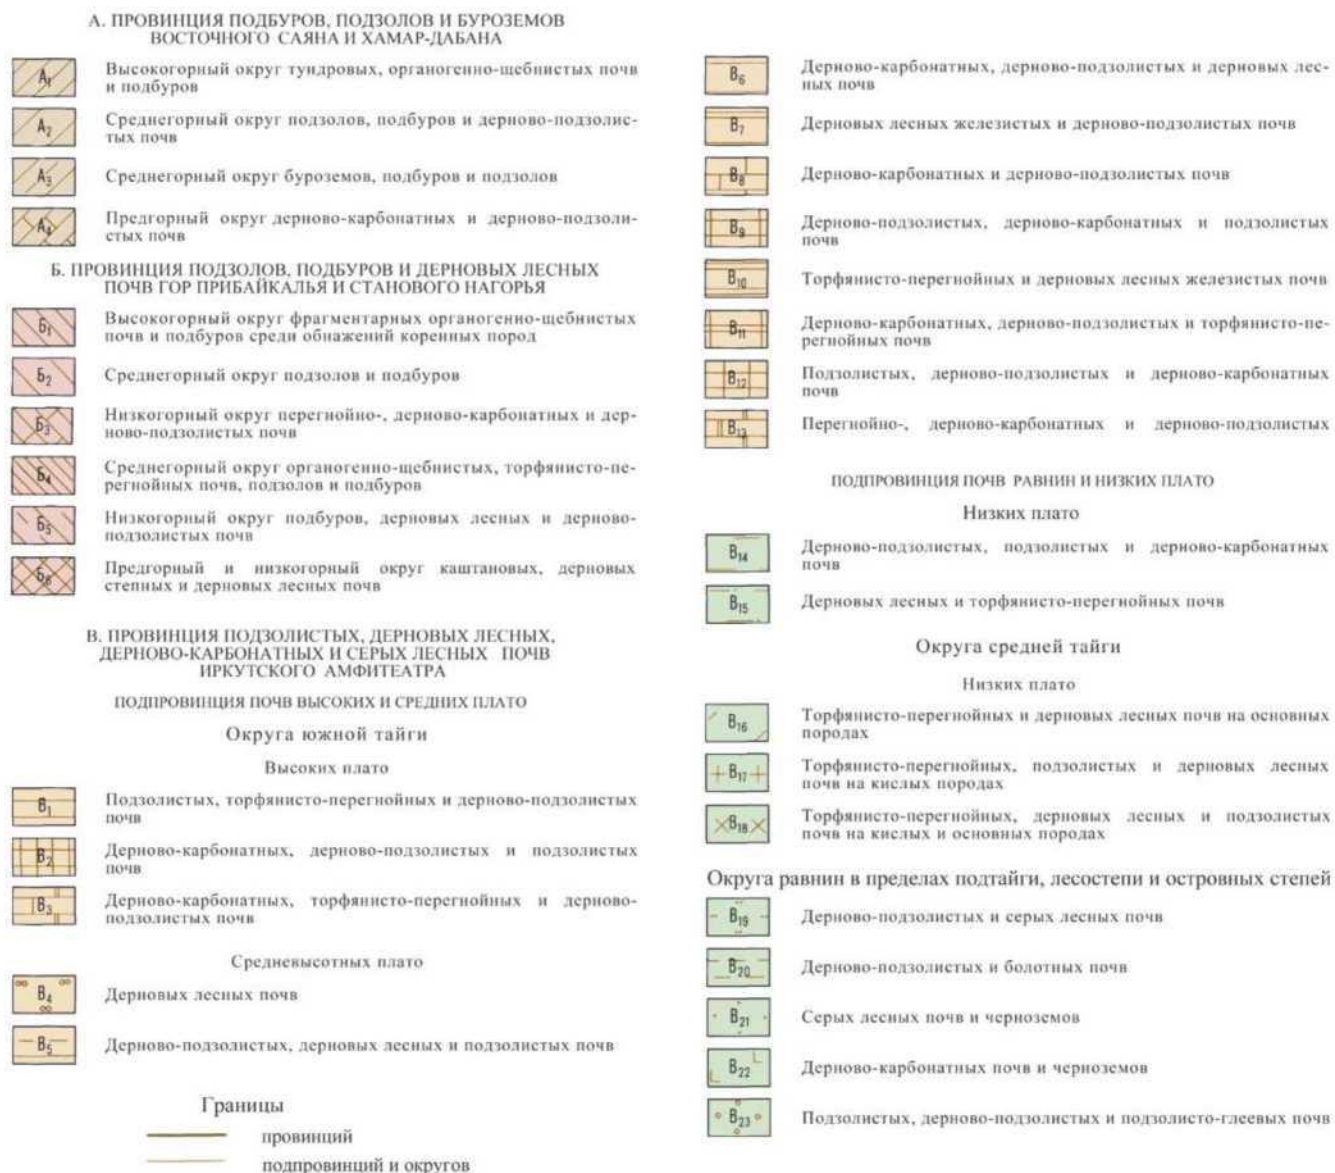 А. ПРОВИНЦИЯ ПОДБУРОВ, ПОДЗОЛОВ И БУРОЗЕМОВ
ВОСТОЧНОГО САЯНА И ХАМАР-ДАБАНА
А1
Высокогорный округ тундровых, органогенно-щебнистых почв
и подбуров
А2
Среднегорный округ подзолов, подбуров и дерново-подзолис-
тых почв
А3
Среднегорный округ буроземов, подбуров и подзолов
А4
Предгорный округ дерново-карбонатных и дерново-подзоли-
стых почв
Б. ПРОВИНЦИЯ ПОДЗОЛОВ, ПОДБУРОВ И ДЕРНОВЫХ ЛЕСНЫХ
ПОЧВ ГОР ПРИБАЙКАЛЬЯ И СТАНОВОГО НАГОРЬЯ
Б1
Высокогорный округ фрагментарных органогенно-щебнистых
почв и подбуров среди обнажений коренных пород
Б2
Среднегорный округ подзолов и подбуров
Б3
Низкогорный округ перегнойно-, дерново-карбонатных и дер-
ново-подзолистых почв
Б4
Среднегорный округ органогенно-щебнистых, торфянисто-пе-
регнойных почв, подзолов и подбуров
Б5
Низкогорный округ подбуров, дерновых лесных и дерново-
подзолистых почв
Б6
Предгорный и низкогорный округ каштановых, дерновых
степных и дерновых лесных почв
В. ПРОВИНЦИЯ ПОДЗОЛИСТЫХ, ДЕРНОВЫХ ЛЕСНЫХ,
ДЕРНОВО-КАРБОНАТНЫХ И СЕРЫХ ЛЕСНЫХ ПОЧВ
ИРКУТСКОГО АМФИТЕАТРА
ПОДПРОВИНЦИЯ ПОЧВ ВЫСОКИХ И СРЕДНИХ ПЛАТО
Округа южной тайги
Высоких плато
В1
Подзолистых, торфянисто-перегнойных и дерново-подзолистых
почв
В2
Дерново-карбонатных, дерново-подзолистых и подзолистых
почв
В3
Дерново-карбонатных, торфянисто-перегнойных и дерново-
подзолистых почв
Средневысотных плато
В4
Дерновых лесных почв
В5
Дерново-подзолистых, дерновых лесных и подзолистых почв
Границы
провинций
подпровинций и округов
В6
Дерново-карбонатных, дерново-подзолистых и дерновых лес-
ных почв
В7
Дерновых лесных железистых и дерново-подзолистых почв
В8
Дерново-карбонатных и дерново-подзолистых почв
В9
Дерново-подзолистых, дерново-карбонатных и подзолистых
почв
В10
Торфянисто-перегнойных и дерновых лесных железистых почв
В11
Дерново-карбонатных, дерново-подзолистых и торфянисто-пе-
регнойных почв
В12
Подзолистых, дерново-подзолистых и дерново-карбонатных
почв
В13
Перегнойно-, дерново-карбонатных и дерново-подзолистых
ПОДПРОВИНЦИЯ ПОЧВ РАВНИН И НИЗКИХ ПЛАТО
Низких плато
В14
Дерново-подзолистых, подзолистых и дерново-карбонатных
почв
В15
Дерновых лесных и торфянисто-перегнойных почв
Округа средней тайги
Низких плато
В16
Торфянисто-перегнойных и дерновых лесных почв на основных
породах
В17
Торфянисто-перегнойных, подзолистых и дерновых лесных
почв на кислых породах
В18
Торфянисто-перегнойных, дерновых лесных и подзолистых
почв на кислых и основных породах
Округа равнин в пределах подтайги, лесостепи и островных степей
В19
Дерново-подзолистых и серых лесных почв
В20
Дерново-подзолистых и болотных почв
В21
Серых лесных почв и черноземов
В22
Дерново-карбонатных почв и черноземов
В23
Подзолистых, дерново-подзолистых и подзолисто-глеевых почв